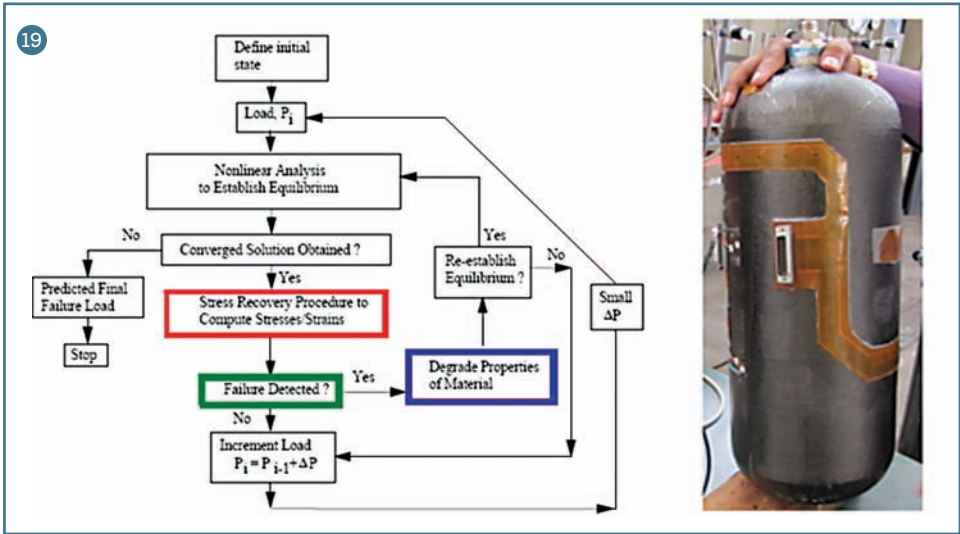 19
Define initial
state
Load, Pi
Nonlinear Analysis
to Establish Equilibrium
No
Converged Solution Obtained ?
Yes
Predicted Final
Failure Load
Stop
Stress Recovery Procedure to
Compute Stresses/Strains
Failure Detected ?
Yes
Degrade Properties
of Material
Yes
Re-establish
Equilibrium ?
No
No
Increment Load
Pi = P i-1 + ΔP
Small
ΔP